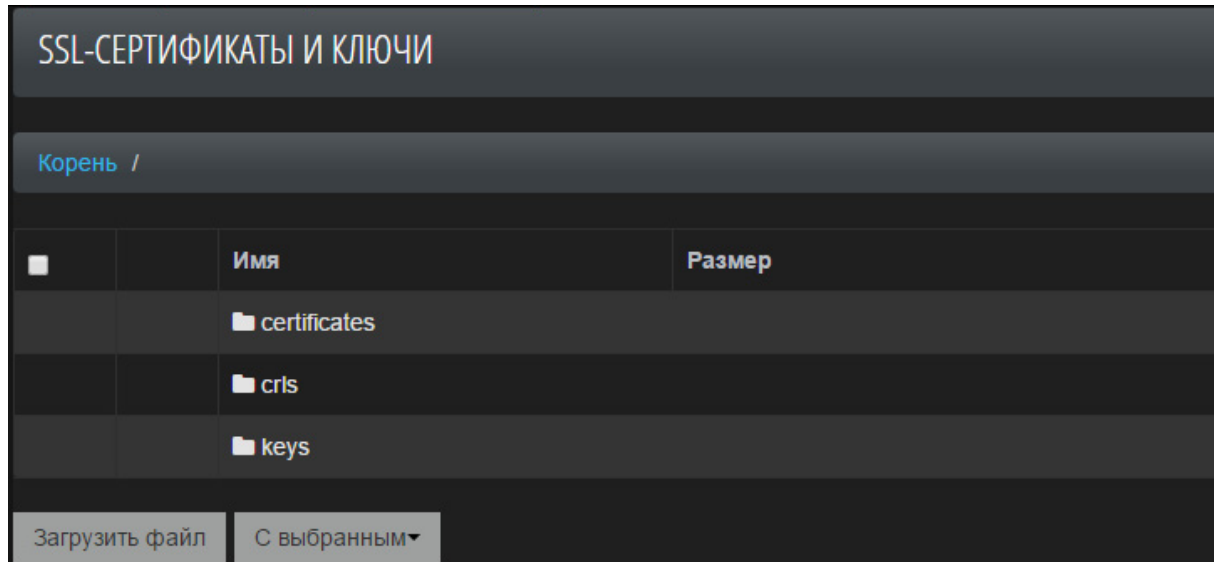 SSL-СЕРТИФИКАТЫ И КЛЮЧИ
Корень /
Имя Размер
certificates
crls
keys
Загрузить файл С выбранным